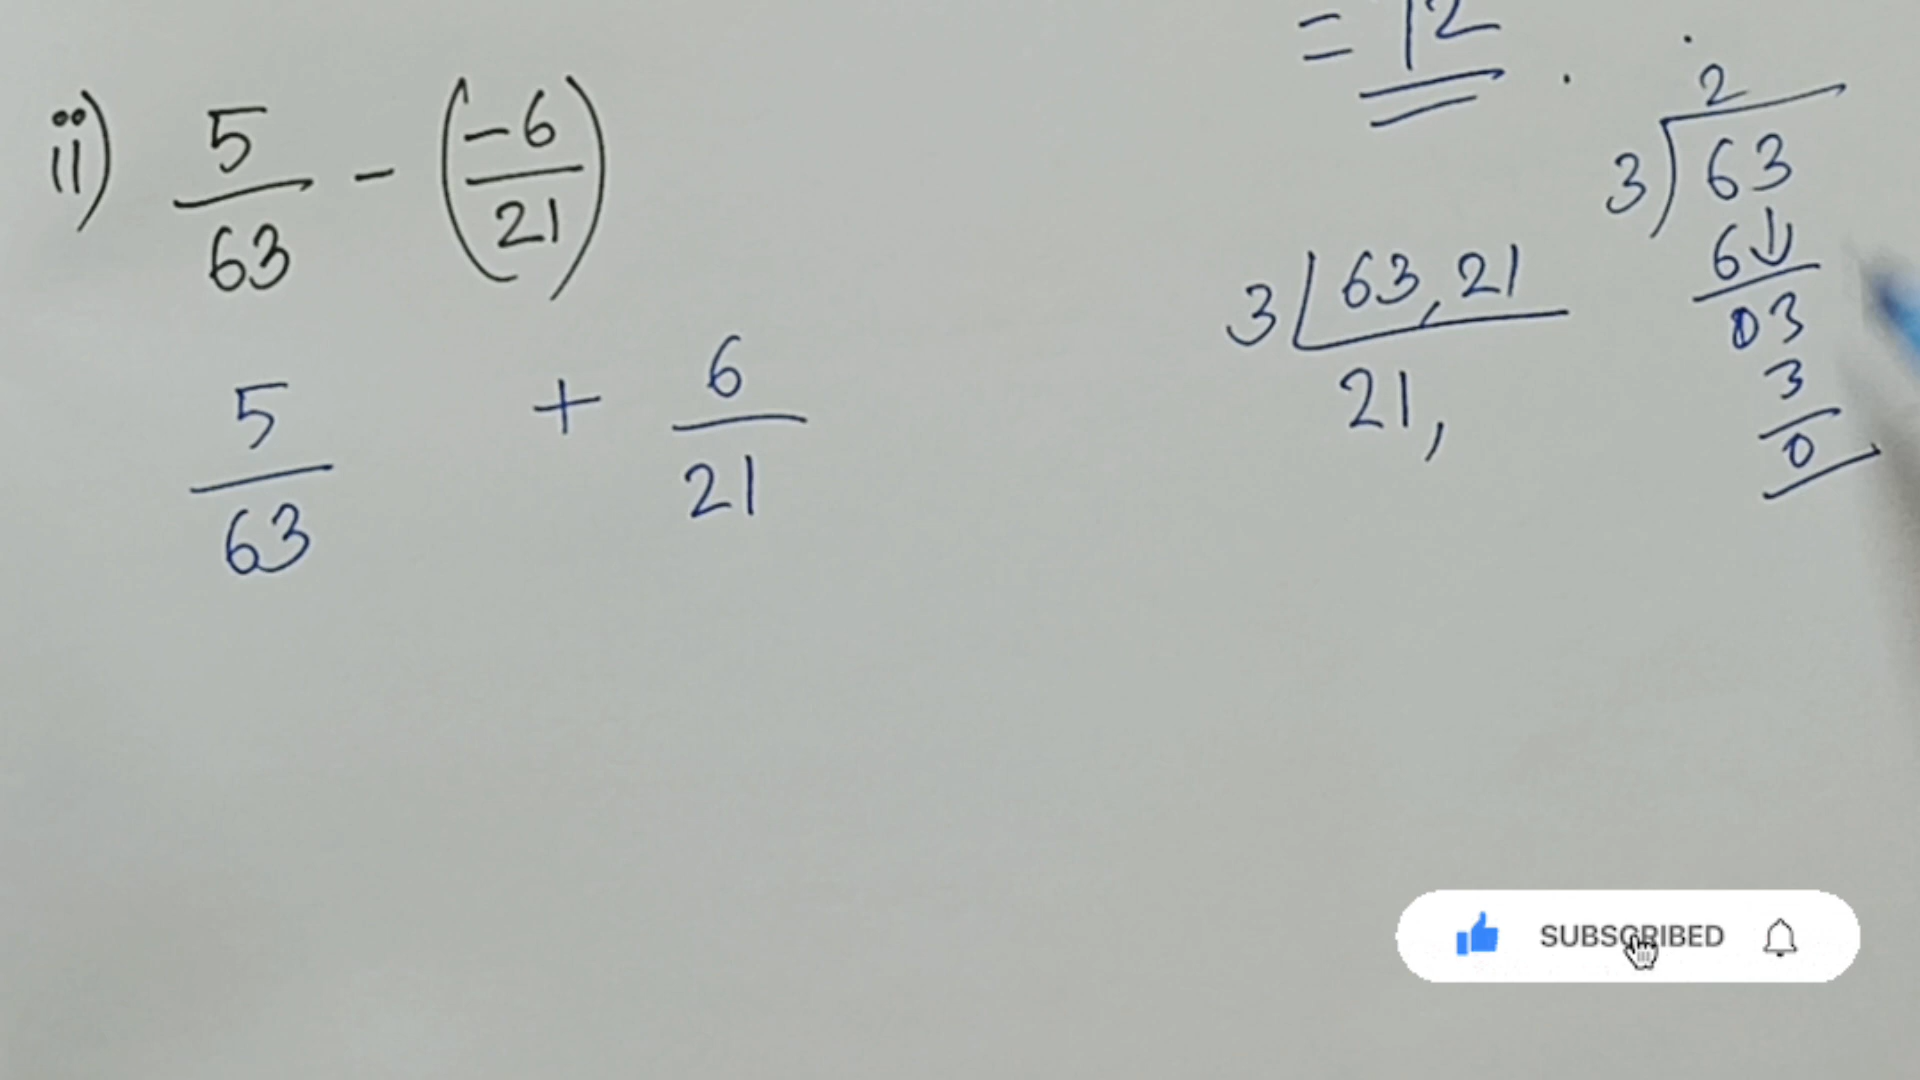 = 12
ii) 5/63 - (-6/21)
5/63 + 6/21
3 | 63, 21
21,
2
3 ) 63
6↓
03
3
0
SUBSCRIBED